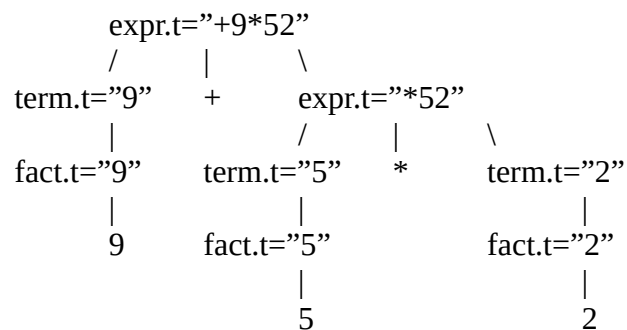 expr.t=”+9*52”
/ | \
term.t=”9” + expr.t=”*52”
| / | \
fact.t=”9” term.t=”5” * term.t=”2”
| | |
9 fact.t=”5” fact.t=”2”
| |
5 2